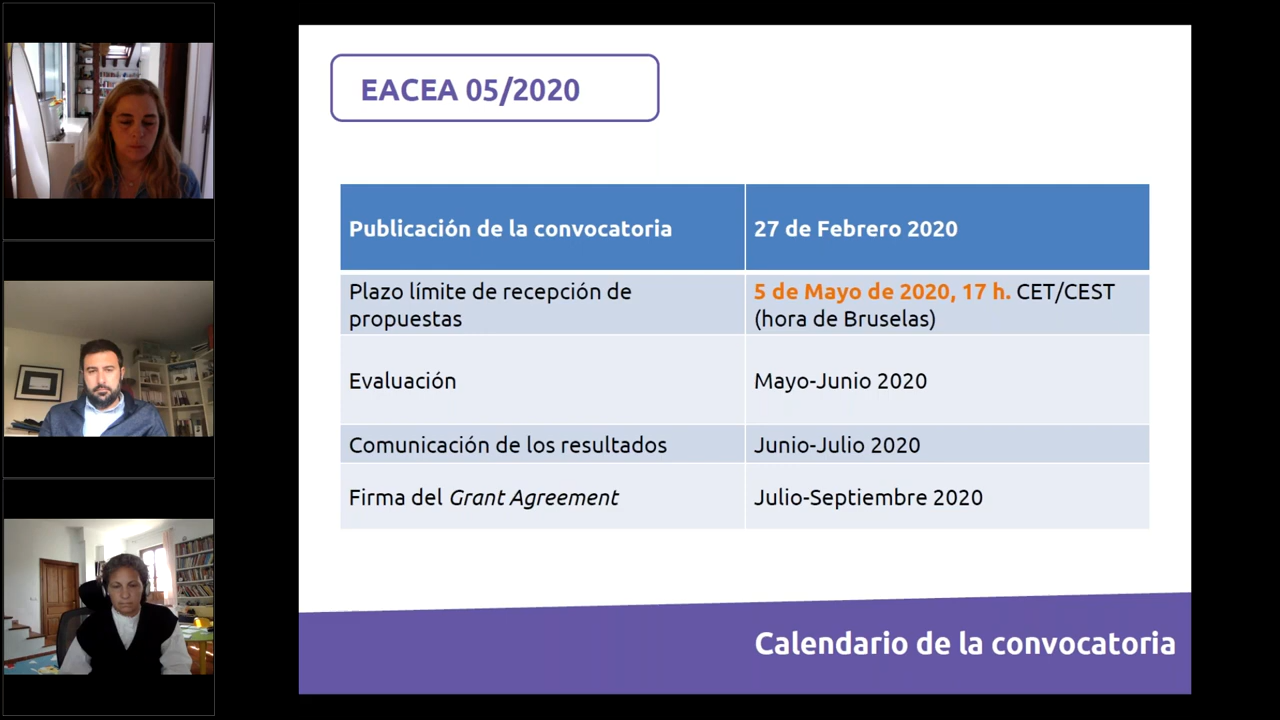 EACEA 05/2020
Publicación de la convocatoria
27 de Febrero 2020
Plazo límite de recepción de
propuestas
5 de Mayo de 2020, 17 h. CET/CEST
(hora de Bruselas)
Evaluación
Mayo-Junio 2020
Comunicación de los resultados
Junio-Julio 2020
Firma del Grant Agreement
Julio-Septiembre 2020
Calendario de la convocatoria